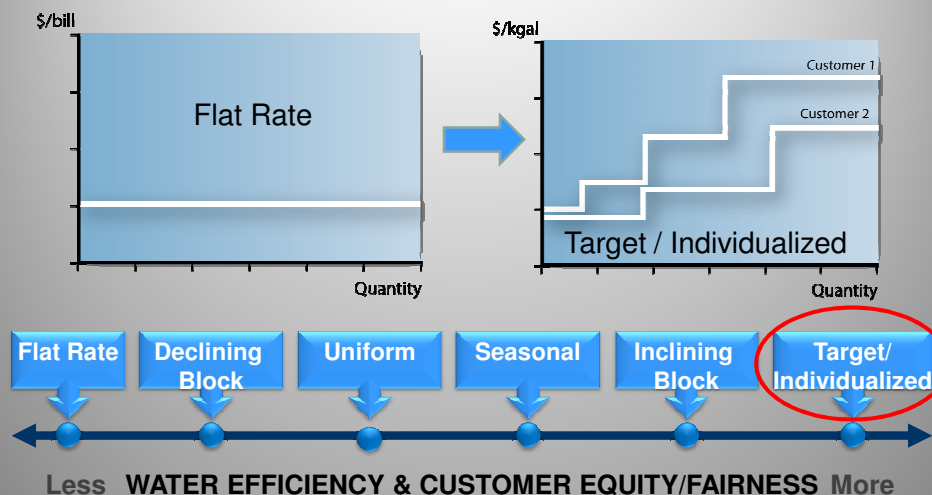 $/bill
Flat Rate
Quantity
$/kgal
Customer 1
Customer 2
Target / Individualized
Quantity
Flat Rate
Declining
Block
Uniform
Seasonal
Inclining
Block
Target/
Individualized
Less WATER EFFICIENCY & CUSTOMER EQUITY/FAIRNESS More